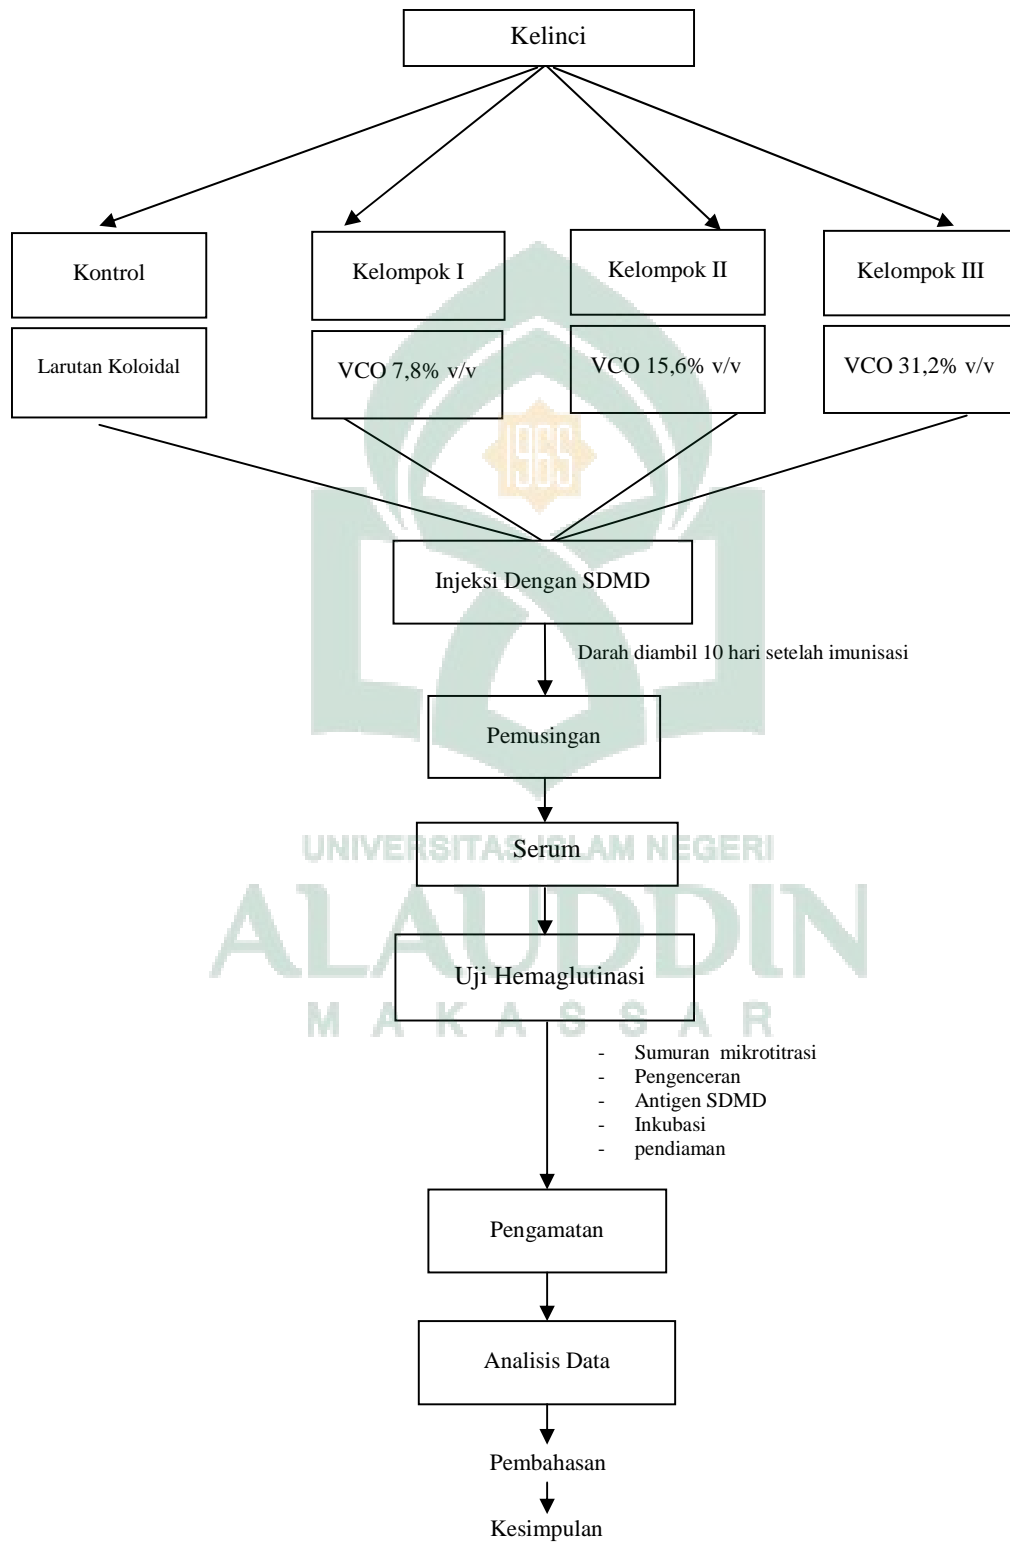 Kelinci
Kontrol
Kelompok I
Kelompok II
Kelompok III
Larutan Koloidal
VCO 7,8% v/v
VCO 15,6% v/v
VCO 31,2% v/v
1965
Injeksi Dengan SDMD
Darah diambil 10 hari setelah imunisasi
Pemusingan
UNIVERSITAS ISLAM NEGERI
Serum
ALAUDDIN
Uji Hemaglutinasi
MAKASSAR
- Sumuran mikrotitrasi
- Pengenceran
- Antigen SDMD
- Inkubasi
- pendiaman
Pengamatan
Analisis Data
Pembahasan
Kesimpulan